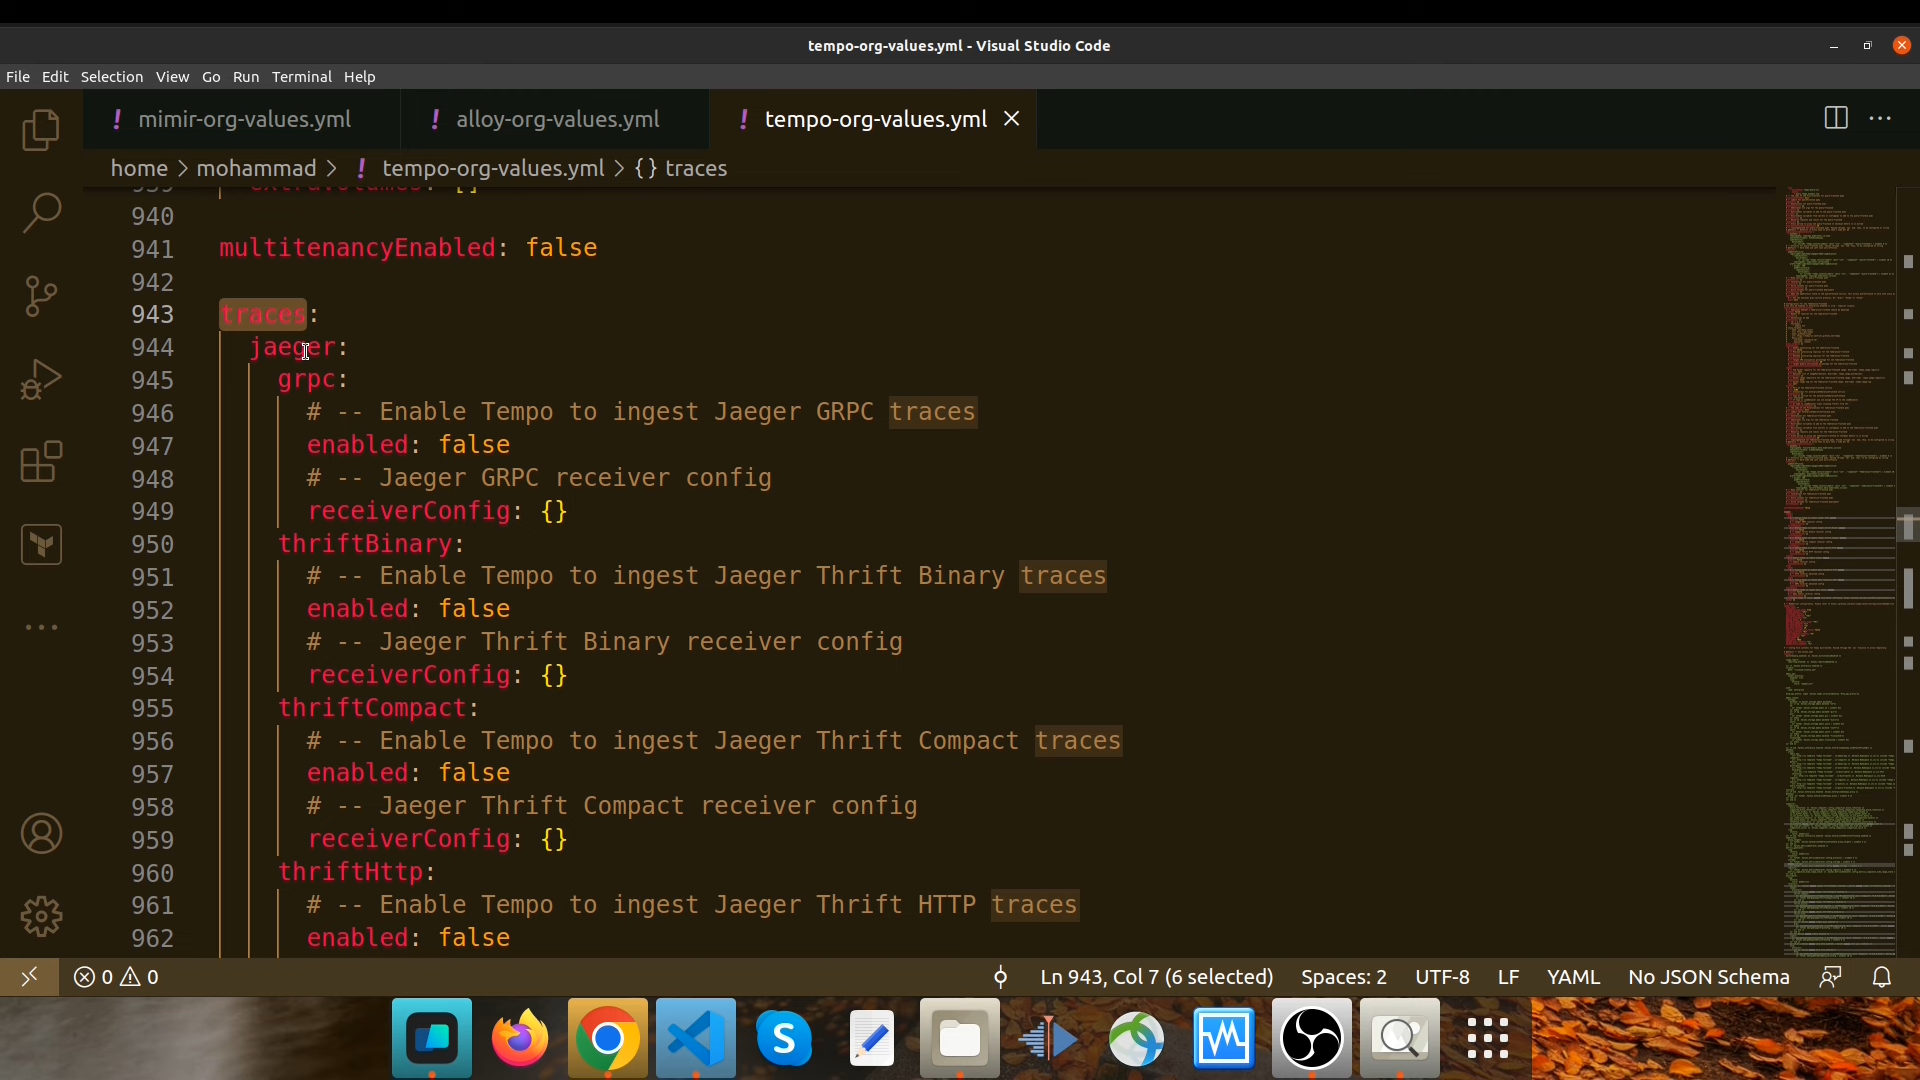 tempo-org-values.yml - Visual Studio Code
File Edit Selection View Go Run Terminal Help
! mimir-org-values.yml ! alloy-org-values.yml ! tempo-org-values.yml
home > mohammad > ! tempo-org-values.yml > {} traces
939 extraVolumes: []
940
941 multitenancyEnabled: false
942
943 traces:
944 jaeger:
945 grpc:
946 # -- Enable Tempo to ingest Jaeger GRPC traces
947 enabled: false
948 # -- Jaeger GRPC receiver config
949 receiverConfig: {}
950 thriftBinary:
951 # -- Enable Tempo to ingest Jaeger Thrift Binary traces
952 enabled: false
953 # -- Jaeger Thrift Binary receiver config
954 receiverConfig: {}
955 thriftCompact:
956 # -- Enable Tempo to ingest Jaeger Thrift Compact traces
957 enabled: false
958 # -- Jaeger Thrift Compact receiver config
959 receiverConfig: {}
960 thriftHttp:
961 # -- Enable Tempo to ingest Jaeger Thrift HTTP traces
962 enabled: false
0 0 Ln 943, Col 7 (6 selected) Spaces: 2 UTF-8 LF YAML No JSON Schema